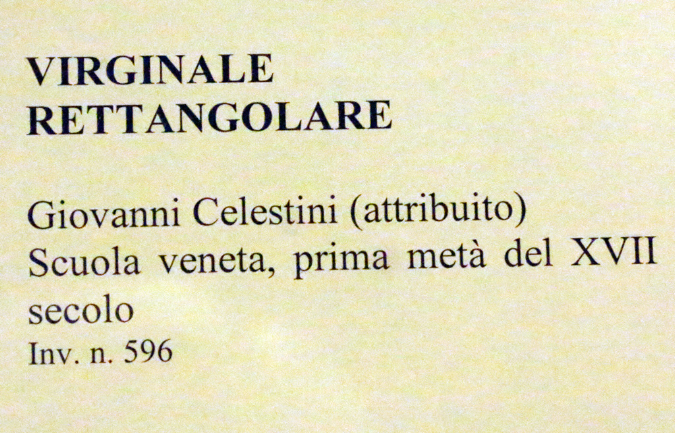 VIRGINALE
RETTANGOLARE
Giovanni Celestini (attribuito)
Scuola veneta, prima metà del XVII
secolo
Inv. n. 596